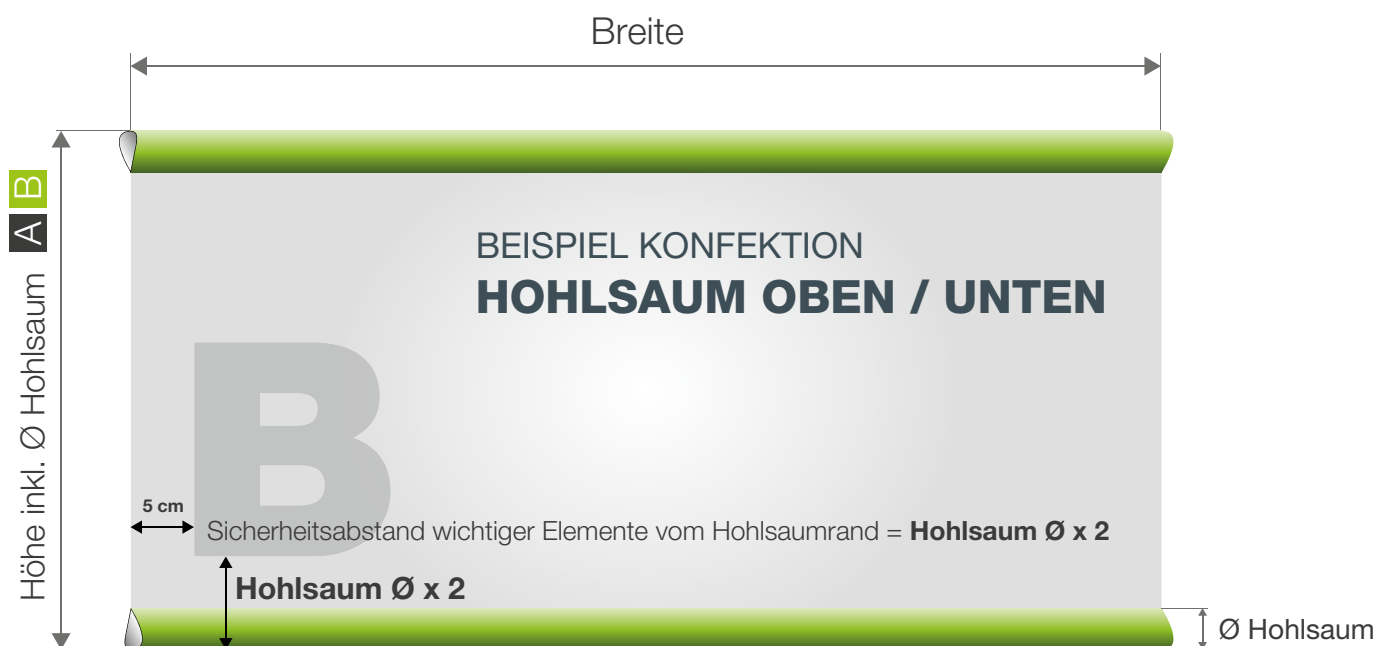 Breite
Höhe inkl. Ø Hohlsaum A B
BEISPIEL KONFEKTION
HOHLSAUM OBEN / UNTEN
B
5 cm
Sicherheitsabstand wichtiger Elemente vom Hohlsaumrand = Hohlsaum Ø x 2
Hohlsaum Ø x 2
Ø Hohlsaum